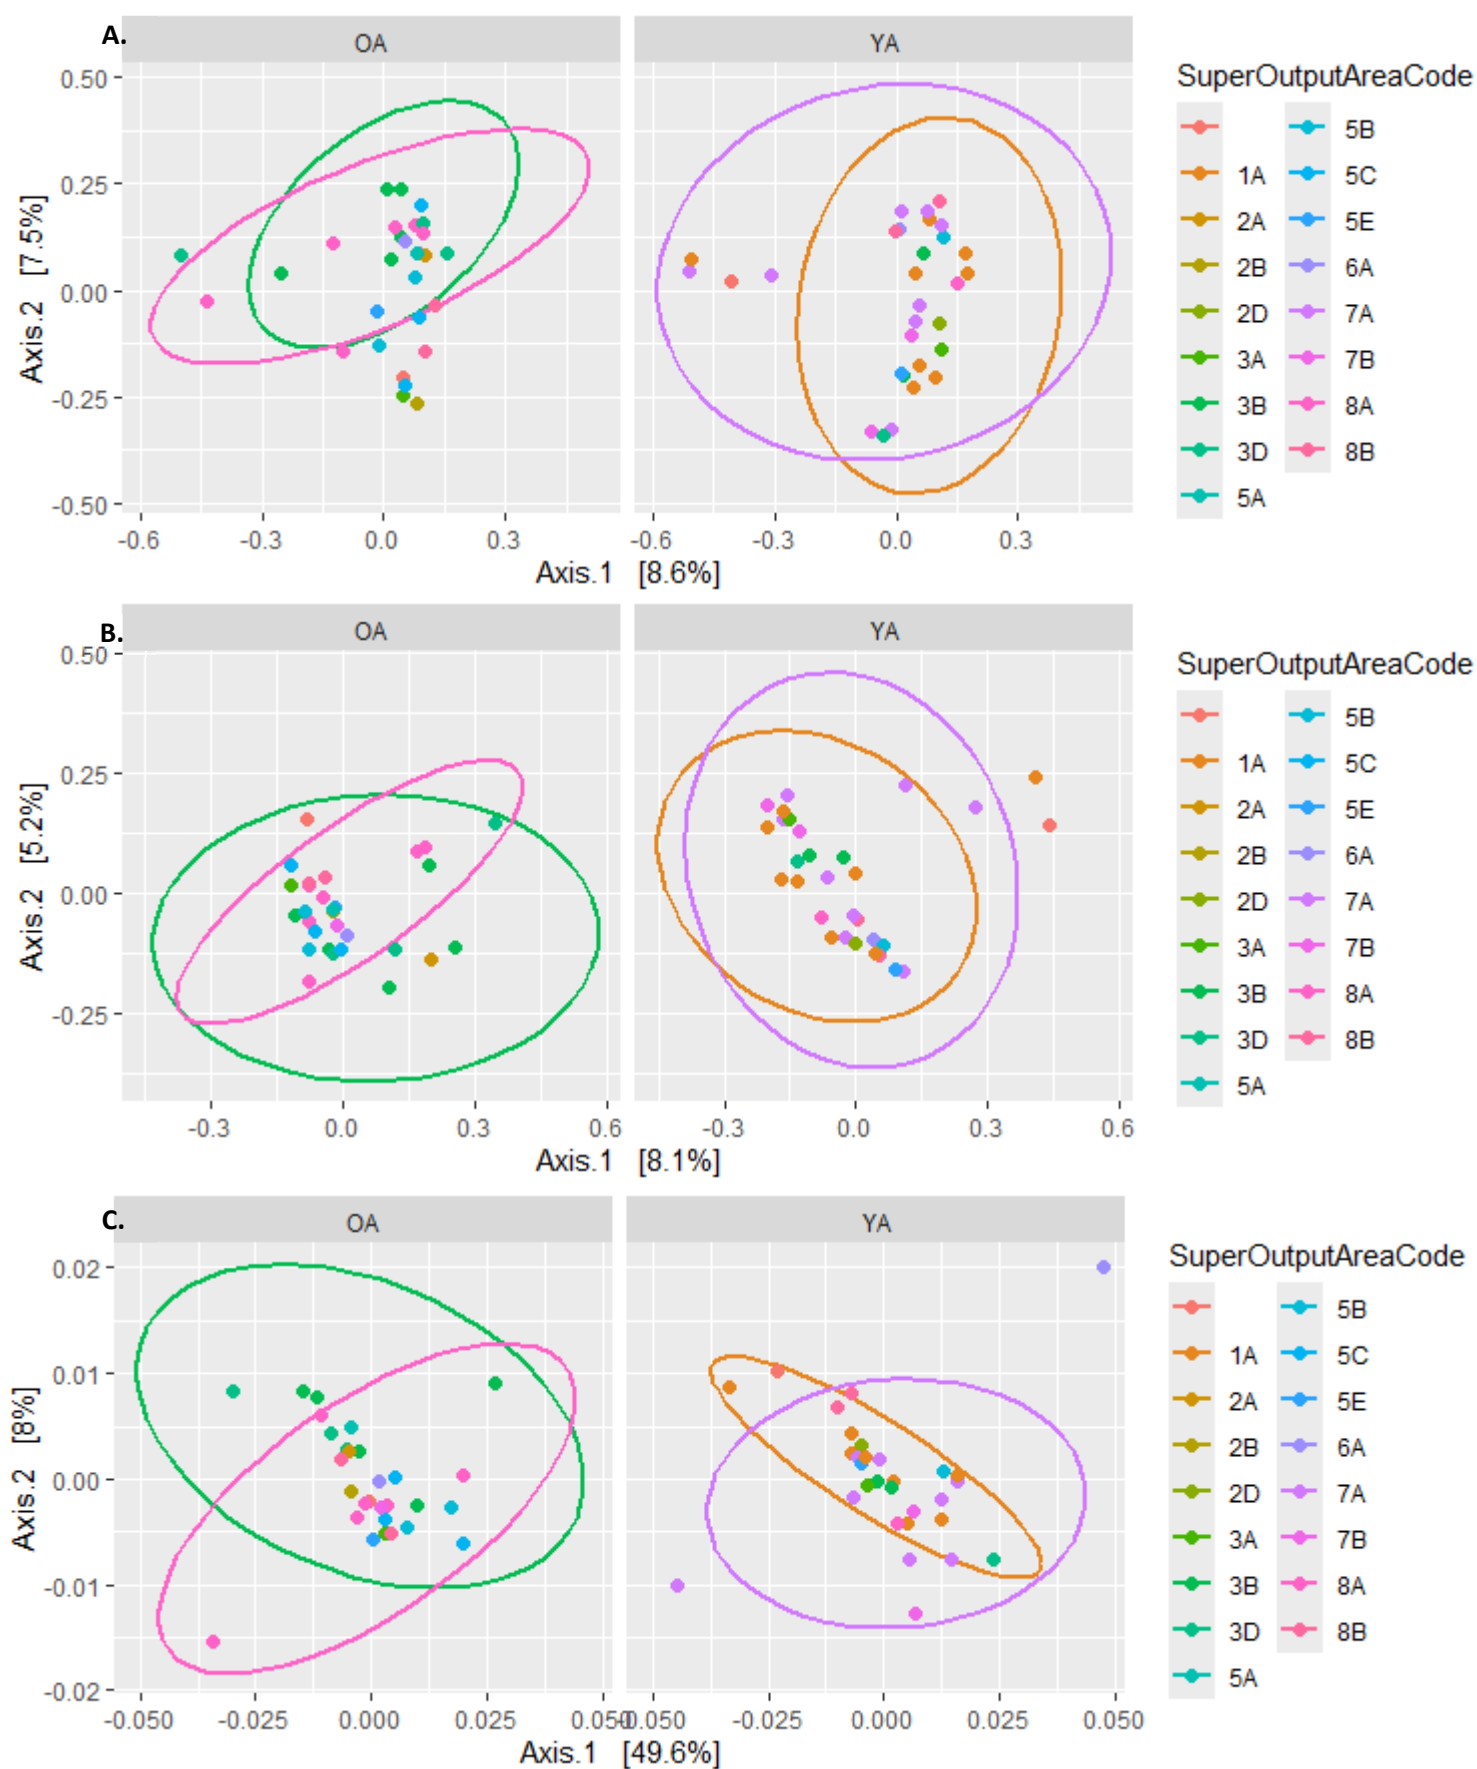 A.
OA
YA
0.50
0.25
0.00
-0.25
-0.50
Axis.2 [7.5%]
-0.6 -0.3 0.0 0.3
-0.6 -0.3 0.0 0.3
Axis.1 [8.6%]
SuperOutputAreaCode
5B
1A 5C
2A 5E
2B 6A
2D 7A
3A 7B
3B 8A
3D 8B
5A
B.
OA
YA
0.50
0.25
0.00
-0.25
Axis.2 [5.2%]
-0.3 0.0 0.3 0.6
-0.3 0.0 0.3 0.6
Axis.1 [8.1%]
SuperOutputAreaCode
5B
1A 5C
2A 5E
2B 6A
2D 7A
3A 7B
3B 8A
3D 8B
5A
C.
OA
YA
0.02
0.01
0.00
-0.01
-0.02
Axis.2 [8%]
-0.050 -0.025 0.000 0.025 0.050
-0.050 -0.025 0.000 0.025 0.050
Axis.1 [49.6%]
SuperOutputAreaCode
5B
1A 5C
2A 5E
2B 6A
2D 7A
3A 7B
3B 8A
3D 8B
5A